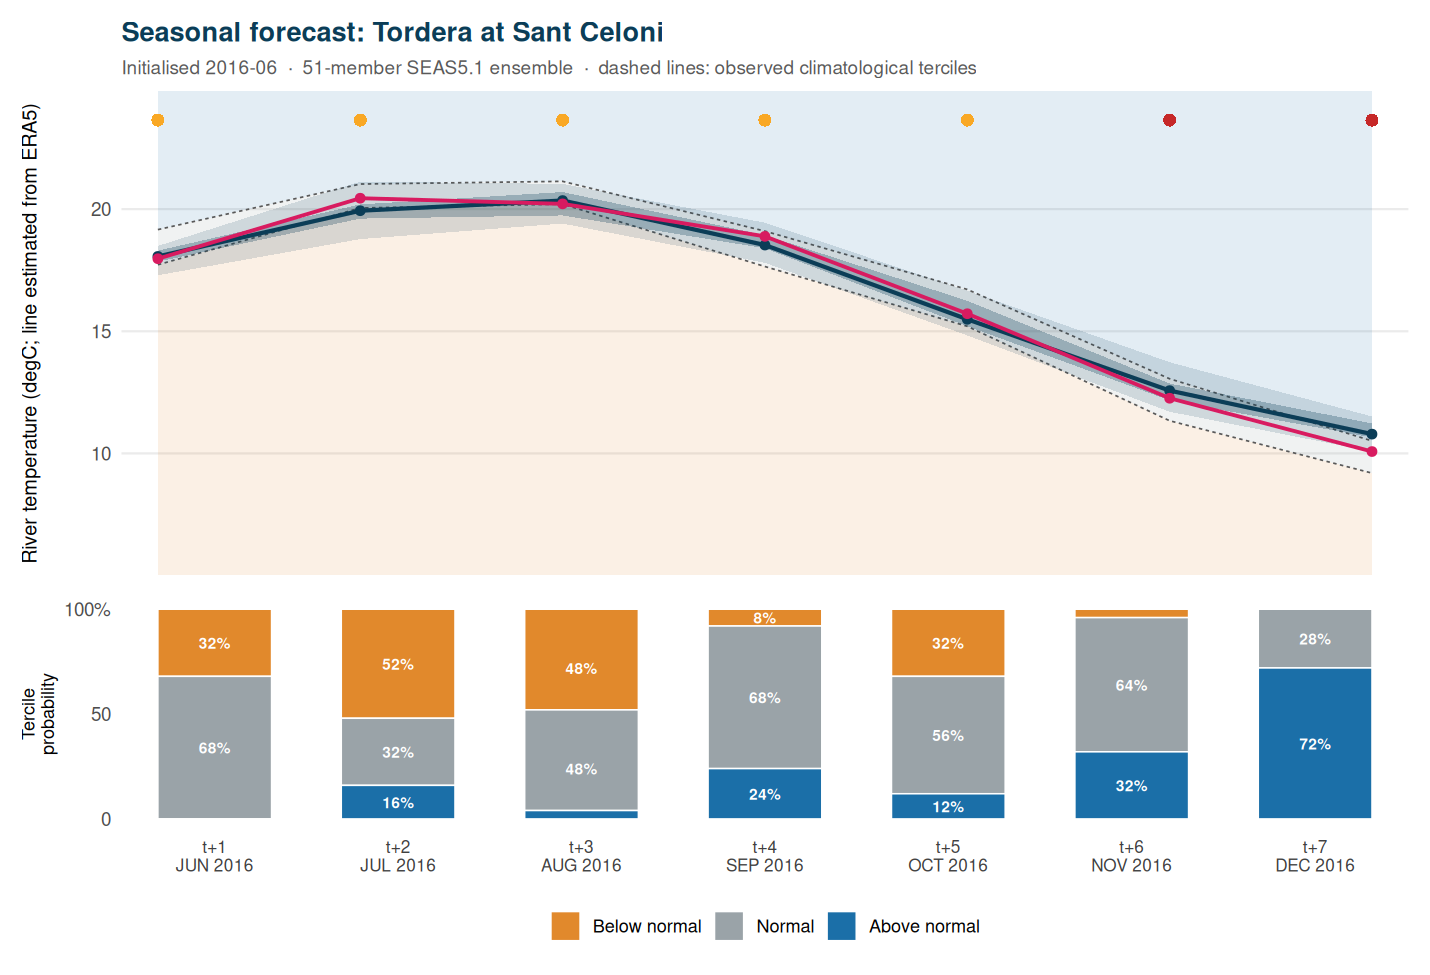 Seasonal forecast: Tordera at Sant Celoni
Initialised 2016-06 · 51-member SEAS5.1 ensemble · dashed lines: observed climatological terciles
River temperature (degC; line estimated from ERA5)
20
15
10
Tercile
probability
100%
50
0
32%
68%
52%
32%
16%
48%
48%
8%
68%
24%
32%
56%
12%
64%
32%
28%
72%
t+1
JUN 2016
t+2
JUL 2016
t+3
AUG 2016
t+4
SEP 2016
t+5
OCT 2016
t+6
NOV 2016
t+7
DEC 2016
Below normal
Normal
Above normal